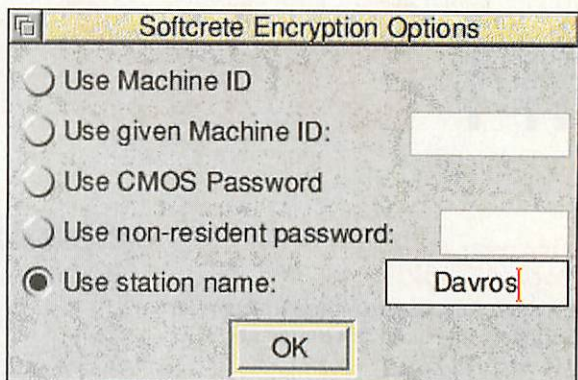 Softcrete Encryption Options
Use Machine ID
Use given Machine ID:
Use CMOS Password
Use non-resident password:
Use station name: Davros
OK